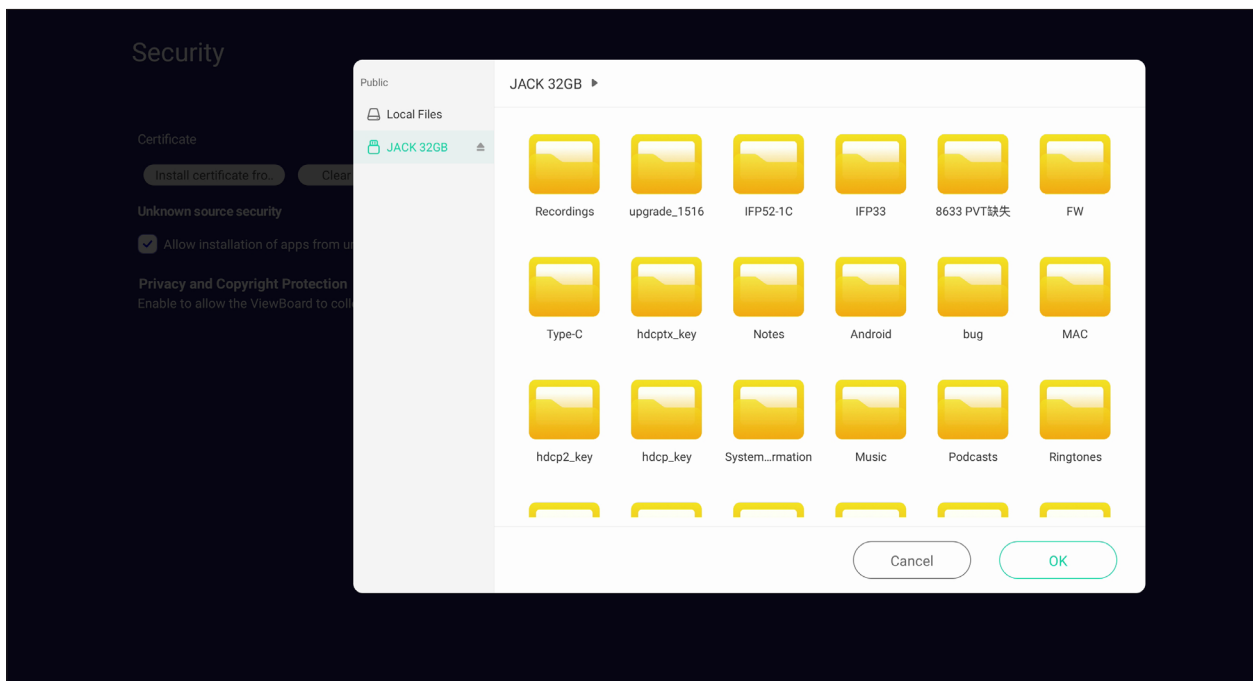 Security
Certificate
Install certificate fro..
Clear
Unknown source security
Allow installation of apps from un
Privacy and Copyright Protection
Enable to allow the ViewBoard to coll
Public
Local Files
JACK 32GB
JACK 32GB
Recordings
upgrade_1516
IFP52-1C
IFP33
8633 PVT缺失
FW
Type-C
hdcptx_key
Notes
Android
bug
MAC
hdcp2_key
hdcp_key
System...rmation
Music
Podcasts
Ringtones
Cancel
OK